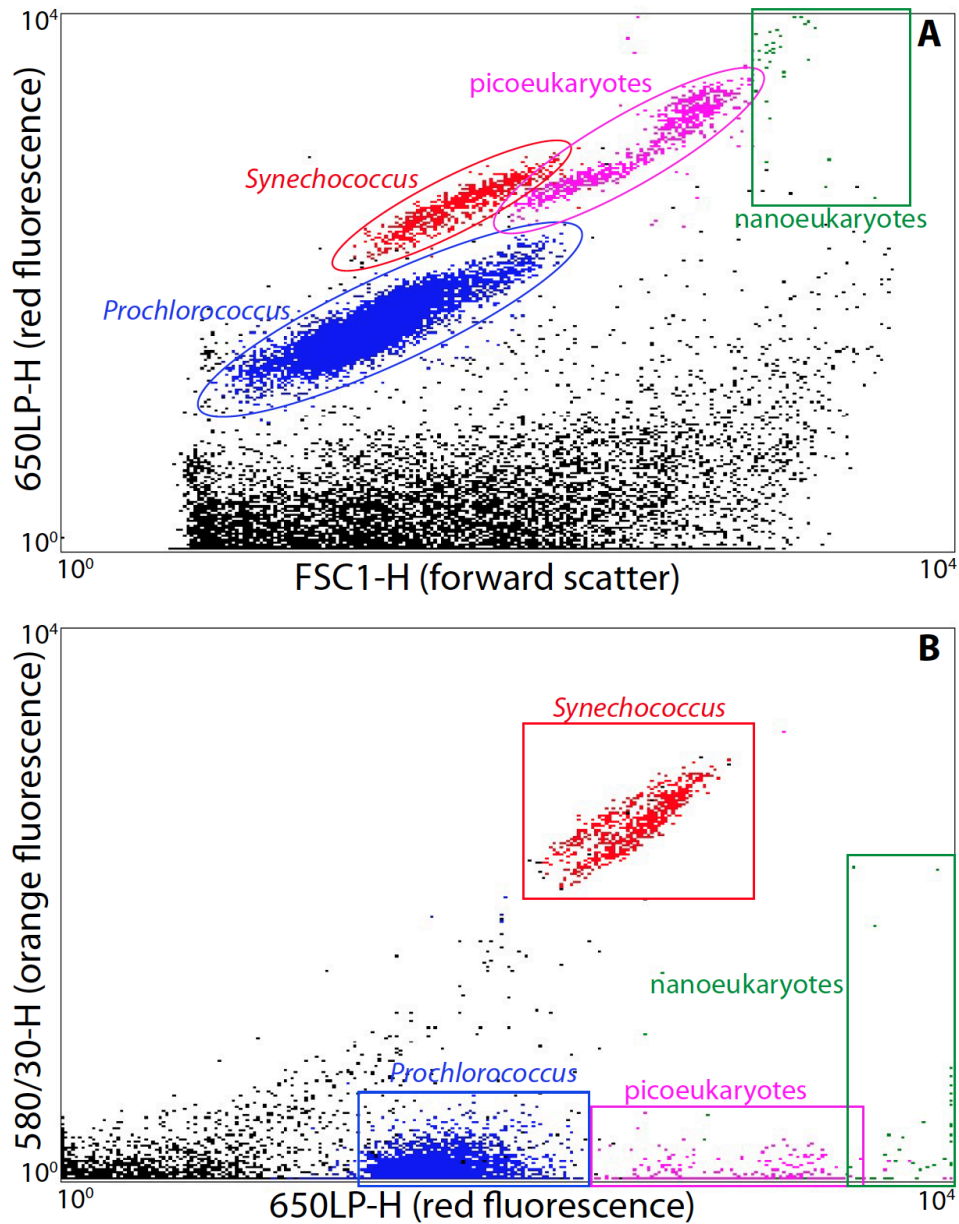 10⁴
A
picoeukaryotes
Synechococcus
nanoeukaryotes
Prochlorococcus
650LP-H (red fluorescence)
10⁰
10⁰
FSC1-H (forward scatter)
10⁴
10⁴
B
Synechococcus
580/30-H (orange fluorescence)
nanoeukaryotes
Prochlorococcus
picoeukaryotes
10⁰
10⁰
650LP-H (red fluorescence)
10⁴